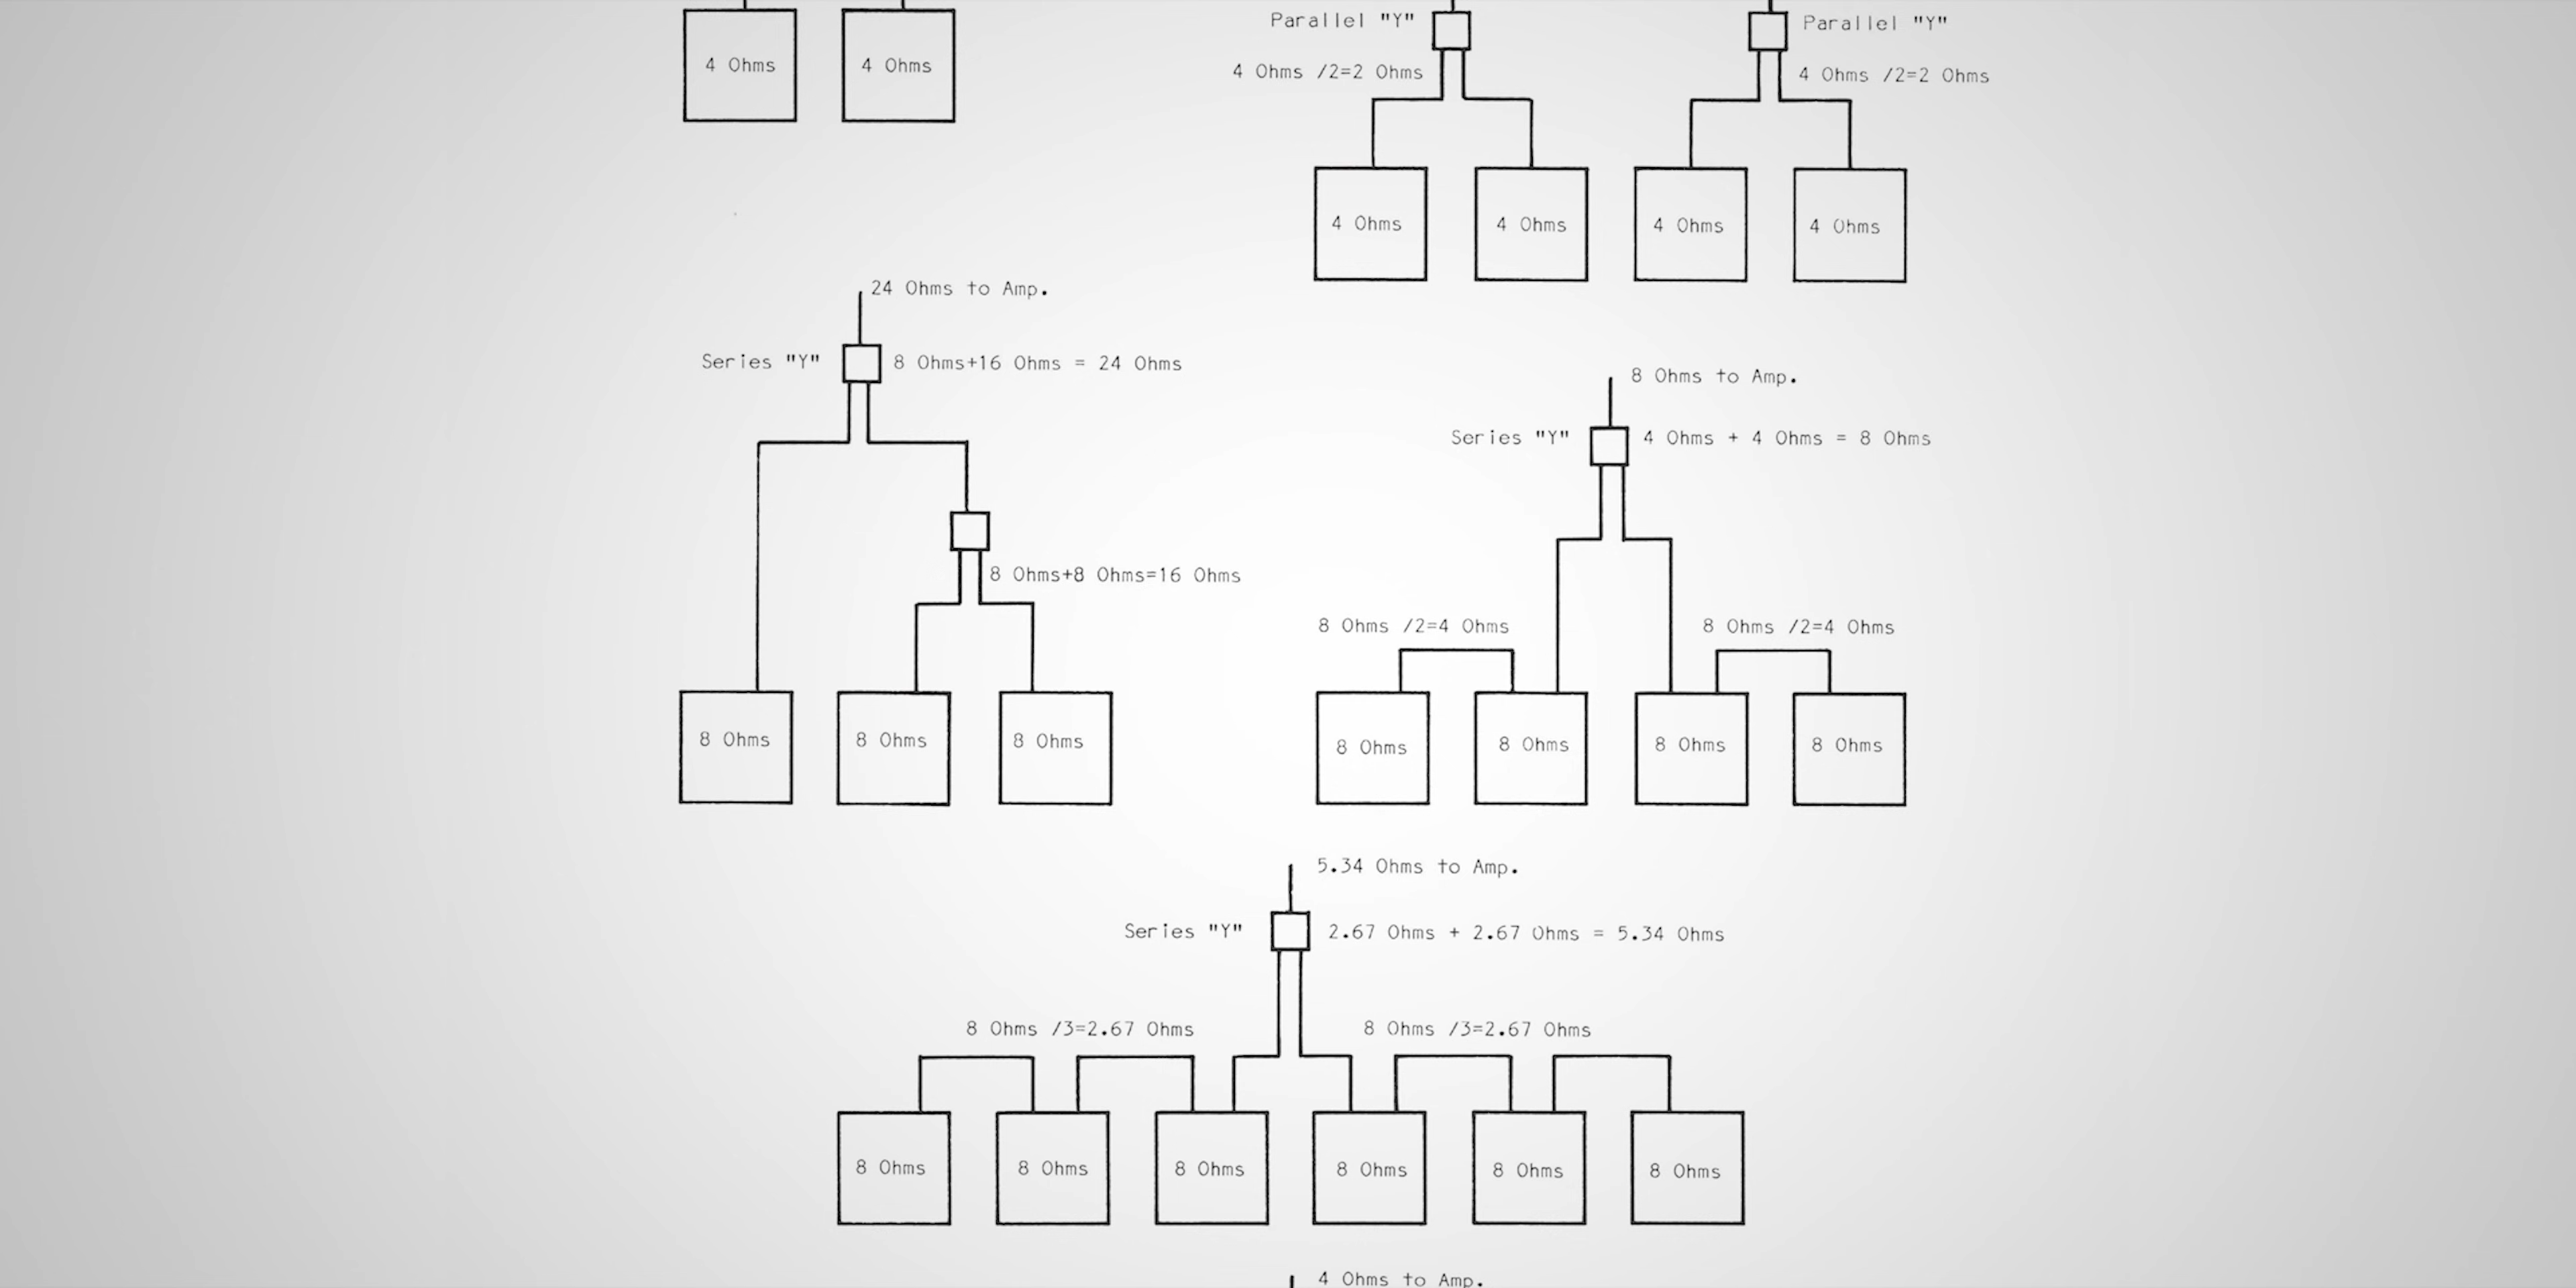 Parallel "Y"
Parallel "Y"
4 Ohms
4 Ohms
4 Ohms /2=2 Ohms
4 Ohms /2=2 Ohms
4 Ohms
4 Ohms
4 Ohms
4 Ohms
24 Ohms to Amp.
Series "Y"
8 Ohms+16 Ohms = 24 Ohms
8 Ohms+8 Ohms=16 Ohms
8 Ohms
8 Ohms
8 Ohms
8 Ohms to Amp.
Series "Y"
4 Ohms + 4 Ohms = 8 Ohms
8 Ohms /2=4 Ohms
8 Ohms /2=4 Ohms
8 Ohms
8 Ohms
8 Ohms
8 Ohms
5.34 Ohms to Amp.
Series "Y"
2.67 Ohms + 2.67 Ohms = 5.34 Ohms
8 Ohms /3=2.67 Ohms
8 Ohms /3=2.67 Ohms
8 Ohms
8 Ohms
8 Ohms
8 Ohms
8 Ohms
8 Ohms
4 Ohms to Amp.